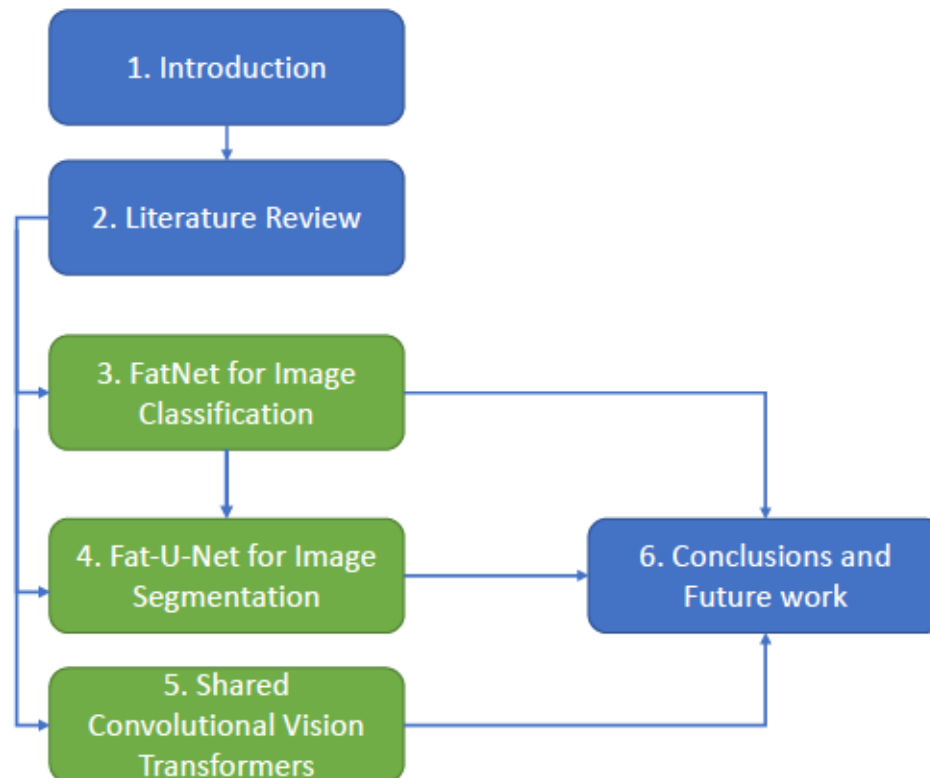 1. Introduction
2. Literature Review
3. FatNet for Image
Classification
4. Fat-U-Net for Image
Segmentation
6. Conclusions and
Future work
5. Shared
Convolutional Vision
Transformers